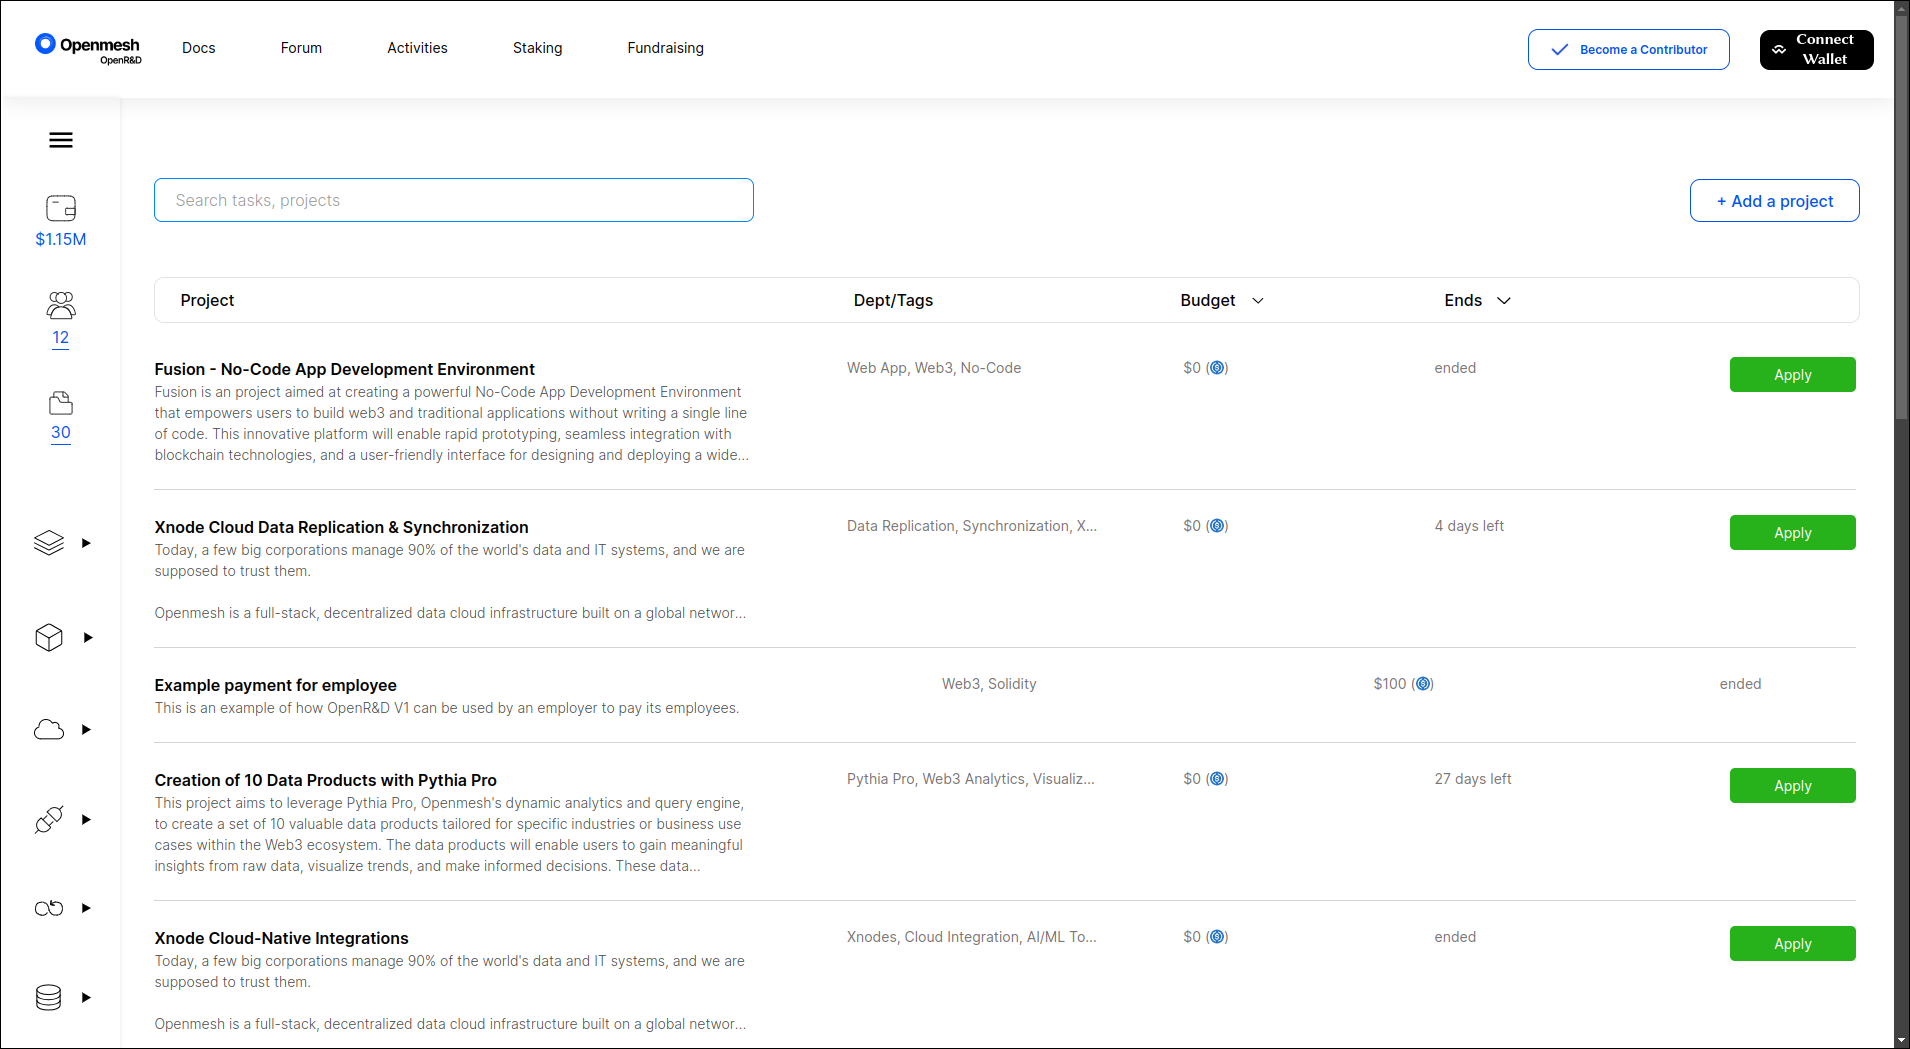 Openmesh
OpenR&D
Docs
Forum
Activities
Staking
Fundraising
Become a Contributor
Connect
Wallet
$1.15M
12
30
Search tasks, projects
+ Add a project
Project
Dept/Tags
Budget
Ends
Fusion - No-Code App Development Environment
Fusion is an project aimed at creating a powerful No-Code App Development Environment
that empowers users to build web3 and traditional applications without writing a single line
of code. This innovative platform will enable rapid prototyping, seamless integration with
blockchain technologies, and a user-friendly interface for designing and deploying a wide...
Web App, Web3, No-Code
$0 ($)
ended
Apply
Xnode Cloud Data Replication & Synchronization
Today, a few big corporations manage 90% of the world's data and IT systems, and we are
supposed to trust them.
Openmesh is a full-stack, decentralized data cloud infrastructure built on a global networ...
Data Replication, Synchronization, X...
$0 ($)
4 days left
Apply
Example payment for employee
This is an example of how OpenR&D V1 can be used by an employer to pay its employees.
Web3, Solidity
$100 ($)
ended
Creation of 10 Data Products with Pythia Pro
This project aims to leverage Pythia Pro, Openmesh's dynamic analytics and query engine,
to create a set of 10 valuable data products tailored for specific industries or business use
cases within the Web3 ecosystem. The data products will enable users to gain meaningful
insights from raw data, visualize trends, and make informed decisions. These data...
Pythia Pro, Web3 Analytics, Visualiz...
$0 ($)
27 days left
Apply
Xnode Cloud-Native Integrations
Today, a few big corporations manage 90% of the world's data and IT systems, and we are
supposed to trust them.
Openmesh is a full-stack, decentralized data cloud infrastructure built on a global networ...
Xnodes, Cloud Integration, AI/ML To...
$0 ($)
ended
Apply